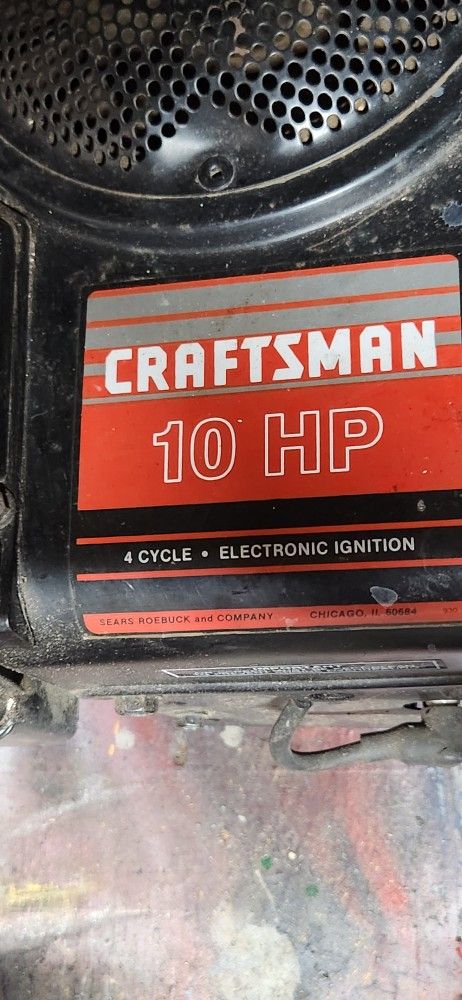 CRAFTSMAN
10 HP
4 CYCLE • ELECTRONIC IGNITION
SEARS ROEBUCK and COMPANY CHICAGO, IL 60684